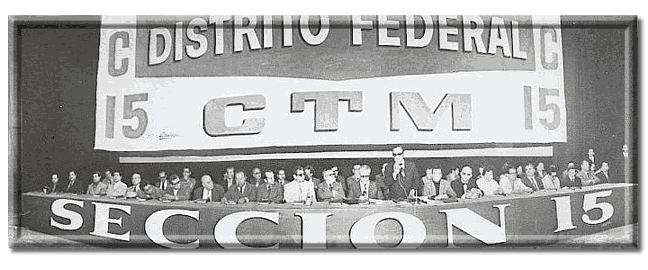 DISTRITO FEDERAL
C C
15 CTM 15
SECCION 15